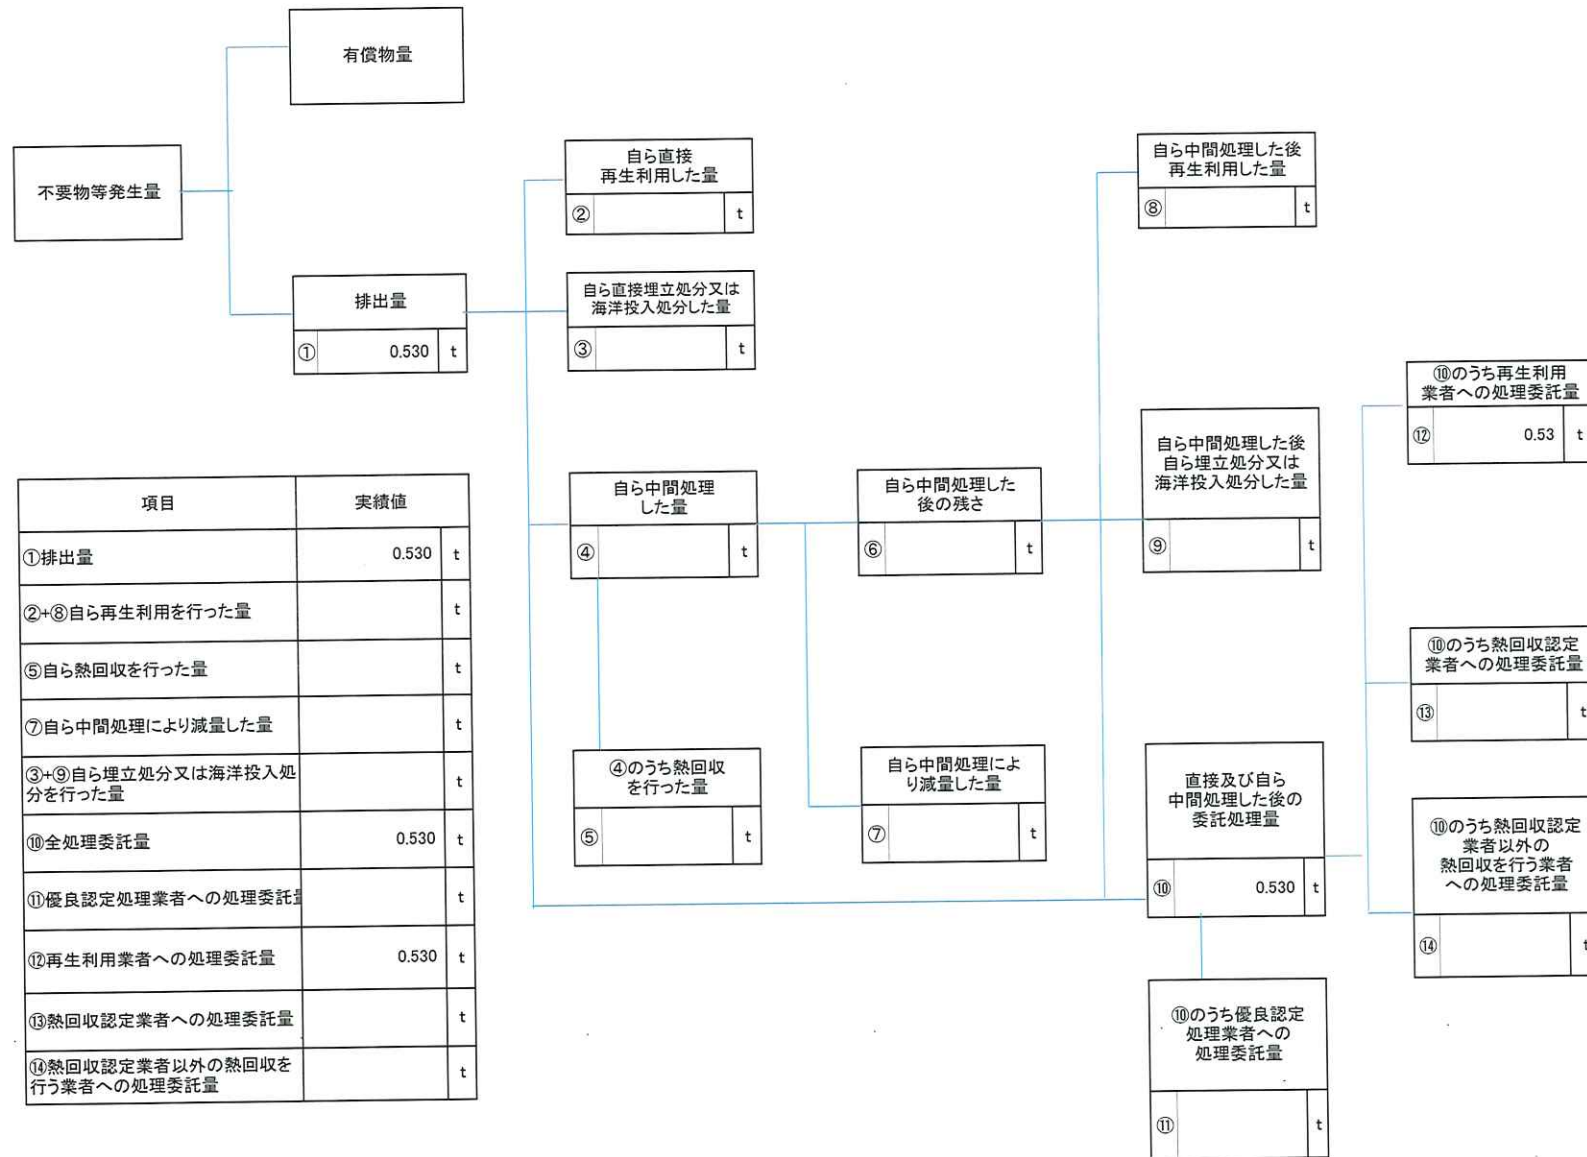 有償物量
不要物等発生量
排出量
① 0.530 t
自ら直接
再生利用した量
② t
自ら直接埋立処分又は
海洋投入処分した量
③ t
自ら中間処理
した量
④ t
④のうち熱回収
を行った量
⑤ t
自ら中間処理した
後の残さ
⑥ t
自ら中間処理によ
り減量した量
⑦ t
自ら中間処理した後
再生利用した量
⑧ t
自ら中間処理した後
自ら埋立処分又は
海洋投入処分した量
⑨ t
直接及び自ら
中間処理した後の
委託処理量
⑩ 0.530 t
⑩のうち優良認定
処理業者への
処理委託量
⑪ t
⑩のうち再生利用
業者への処理委託量
⑫ 0.53 t
⑩のうち熱回収認定
業者への処理委託量
⑬ t
⑩のうち熱回収認定
業者以外の
熱回収を行う業者
への処理委託量
⑭ t
項目 実績値
①排出量 0.530 t
②+⑧自ら再生利用を行った量 t
⑤自ら熱回収を行った量 t
⑦自ら中間処理により減量した量 t
③+⑨自ら埋立処分又は海洋投入処
分を行った量 t
⑩全処理委託量 0.530 t
⑪優良認定処理業者への処理委託量 t
⑫再生利用業者への処理委託量 0.530 t
⑬熱回収認定業者への処理委託量 t
⑭熱回収認定業者以外の熱回収を
行う業者への処理委託量 t